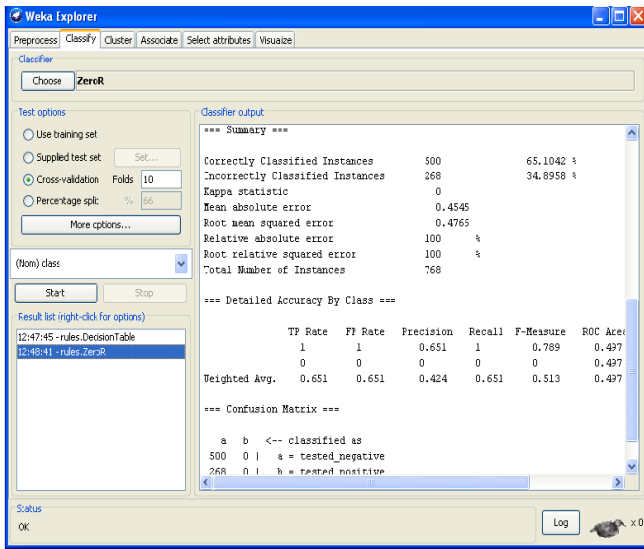 Weka Explorer
Preprocess Classify Cluster Associate Select attributes Visualize
Classifier
Choose ZeroR
Test options
Use training set
Supplied test set Set...
Cross-validation Folds 10
Percentage split % 66
More options...
(Nom) class
Start Stop
Result list (right-click for options)
12:47:45 - rules.DecisionTable
12:48:41 - rules.ZeroR
Classifier output
=== Summary ===
Correctly Classified Instances 500 65.1042 %
Incorrectly Classified Instances 268 34.8958 %
Kappa statistic 0
Mean absolute error 0.4545
Root mean squared error 0.4765
Relative absolute error 100 %
Root relative squared error 100 %
Total Number of Instances 768
=== Detailed Accuracy By Class ===
TP Rate FP Rate Precision Recall F-Measure ROC Area
1 1 0.651 1 0.789 0.497
0 0 0 0 0 0.497
Weighted Avg. 0.651 0.651 0.424 0.651 0.513 0.497
=== Confusion Matrix ===
a b <-- classified as
500 0 | a = tested_negative
268 0 | b = tested_positive
Status
OK
Log
x 0